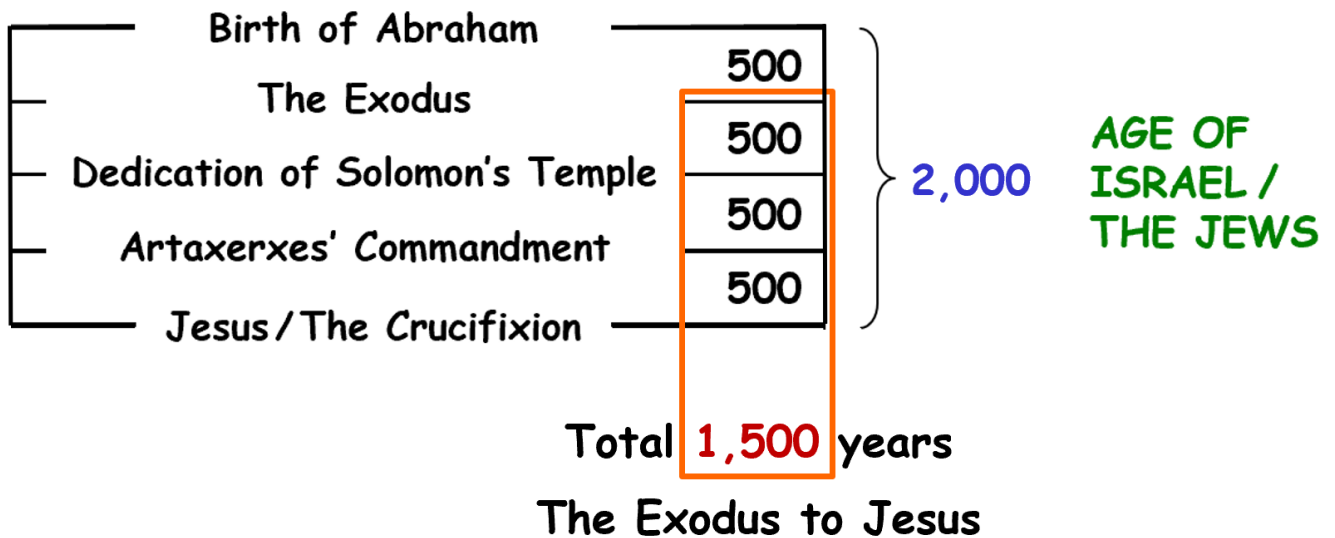 Birth of Abraham
500
The Exodus
500
Dedication of Solomon's Temple
500
Artaxerxes' Commandment
500
Jesus/The Crucifixion
2,000
AGE OF
ISRAEL/
THE JEWS
Total 1,500 years
The Exodus to Jesus